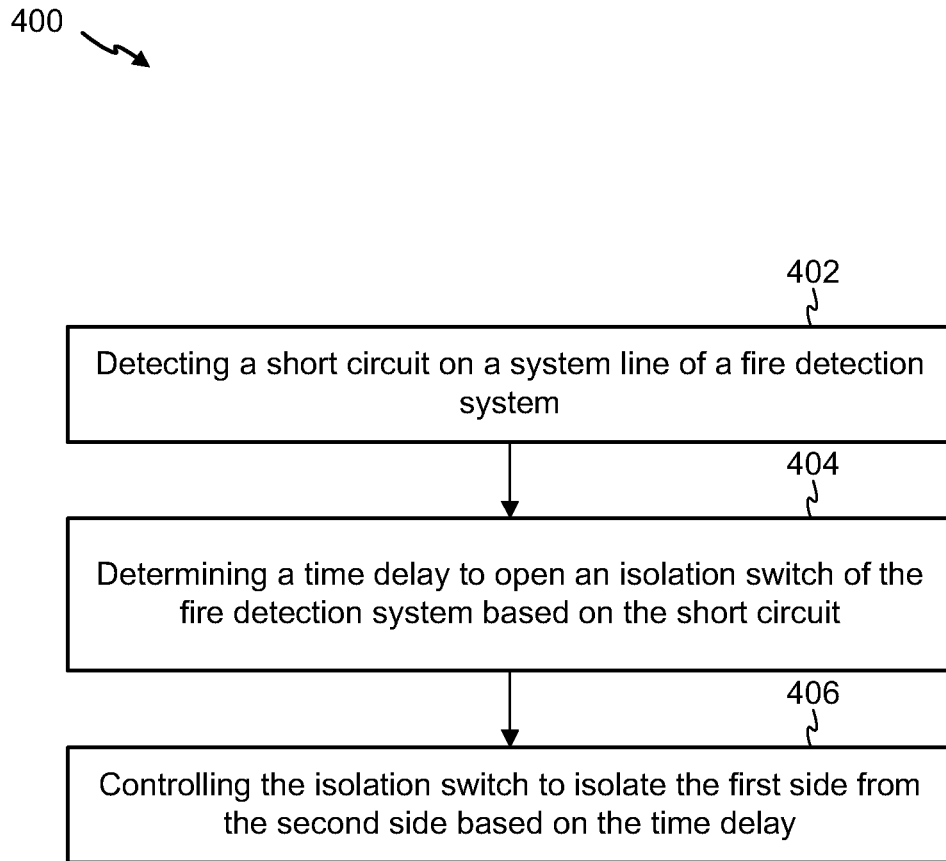 400
402
Detecting a short circuit on a system line of a fire detection
system
404
Determining a time delay to open an isolation switch of the
fire detection system based on the short circuit
406
Controlling the isolation switch to isolate the first side from
the second side based on the time delay